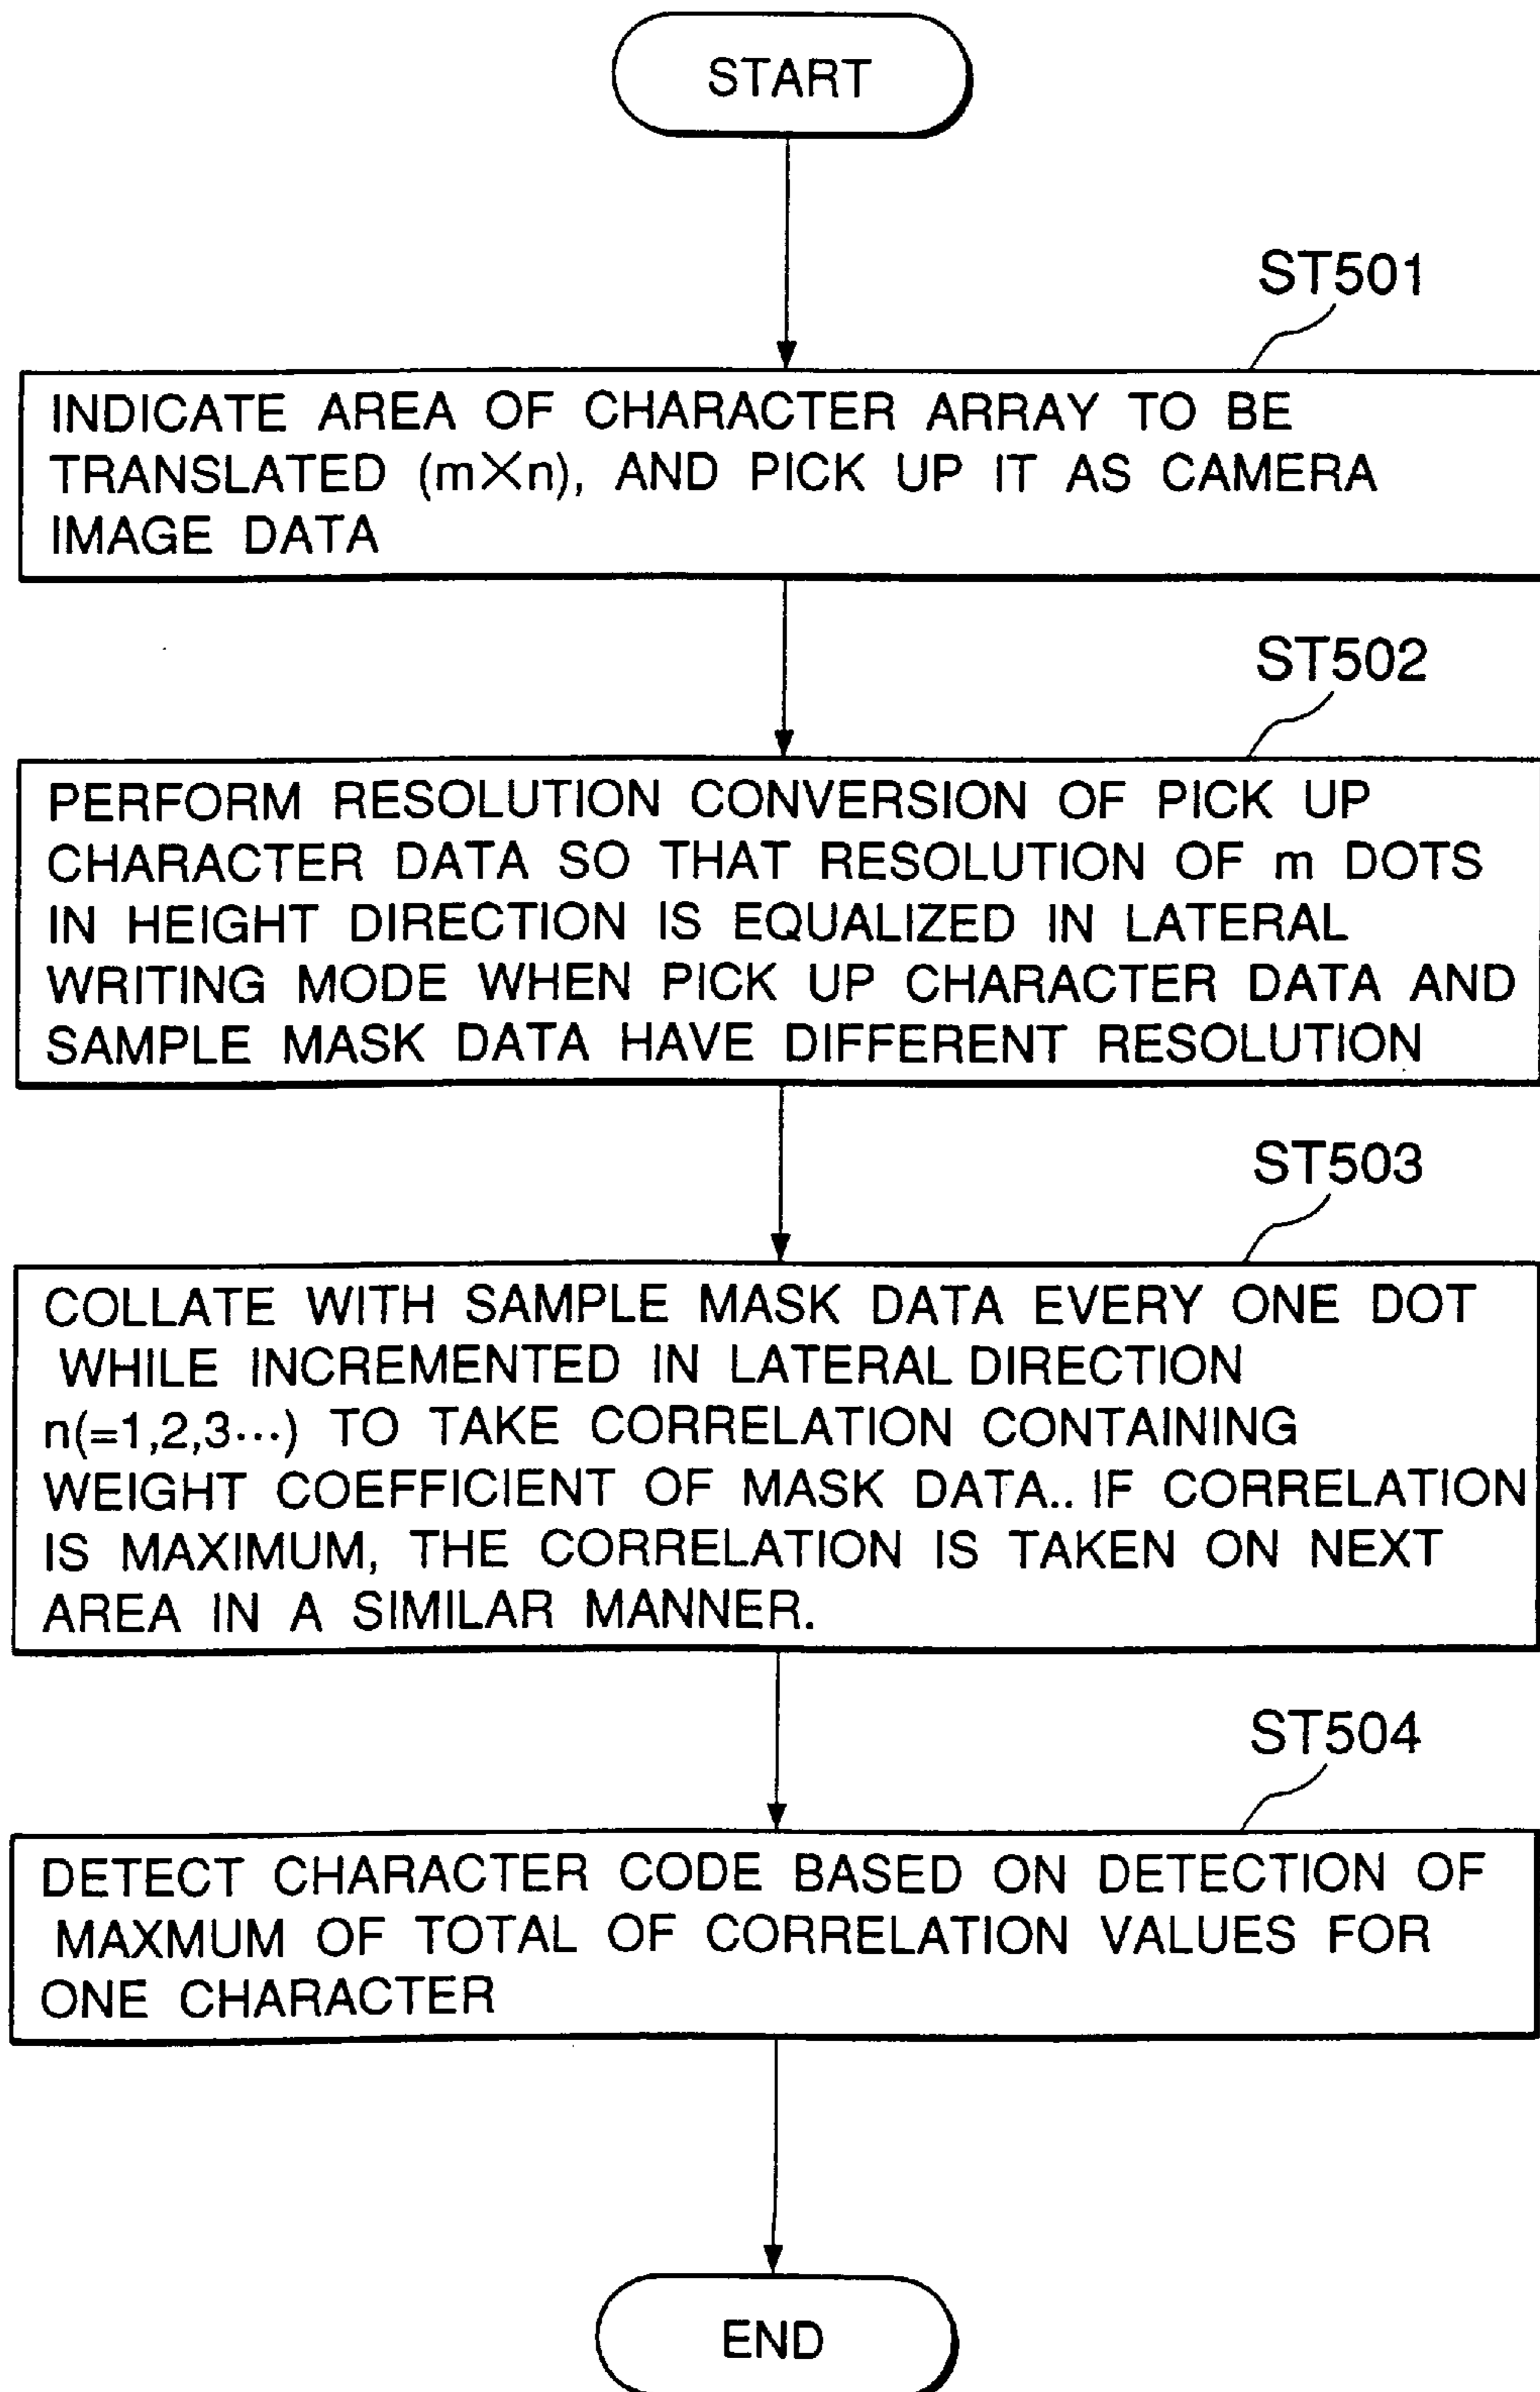 START
ST501
INDICATE AREA OF CHARACTER ARRAY TO BE
TRANSLATED (m×n), AND PICK UP IT AS CAMERA
IMAGE DATA
ST502
PERFORM RESOLUTION CONVERSION OF PICK UP
CHARACTER DATA SO THAT RESOLUTION OF m DOTS
IN HEIGHT DIRECTION IS EQUALIZED IN LATERAL
WRITING MODE WHEN PICK UP CHARACTER DATA AND
SAMPLE MASK DATA HAVE DIFFERENT RESOLUTION
ST503
COLLATE WITH SAMPLE MASK DATA EVERY ONE DOT
WHILE INCREMENTED IN LATERAL DIRECTION
n(=1,2,3···) TO TAKE CORRELATION CONTAINING
WEIGHT COEFFICIENT OF MASK DATA.. IF CORRELATION
IS MAXIMUM, THE CORRELATION IS TAKEN ON NEXT
AREA IN A SIMILAR MANNER.
ST504
DETECT CHARACTER CODE BASED ON DETECTION OF
MAXMUM OF TOTAL OF CORRELATION VALUES FOR
ONE CHARACTER
END